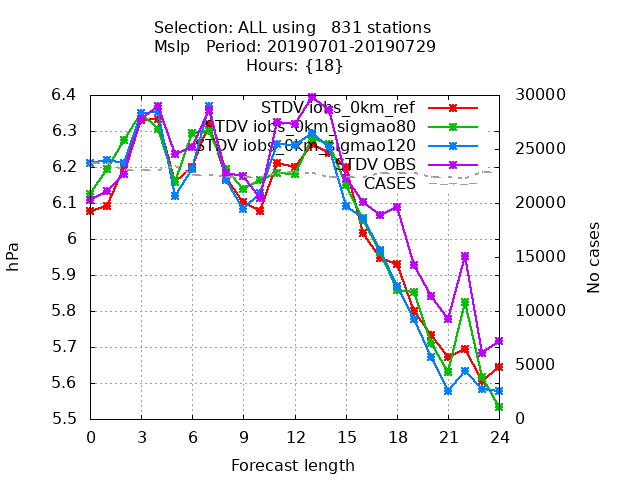 Selection: ALL using   831 stations
Mslp   Period: 20190701-20190729
Hours: {18}
STDV iobs_0km_ref
STDV iobs_0km_sigmao80
STDV iobs_0km_sigmao120
STDV OBS
CASES
6.4
6.3
6.2
6.1
6
5.9
5.8
5.7
5.6
5.5
hPa
30000
25000
20000
15000
10000
5000
0
No cases
0 3 6 9 12 15 18 21 24
Forecast length